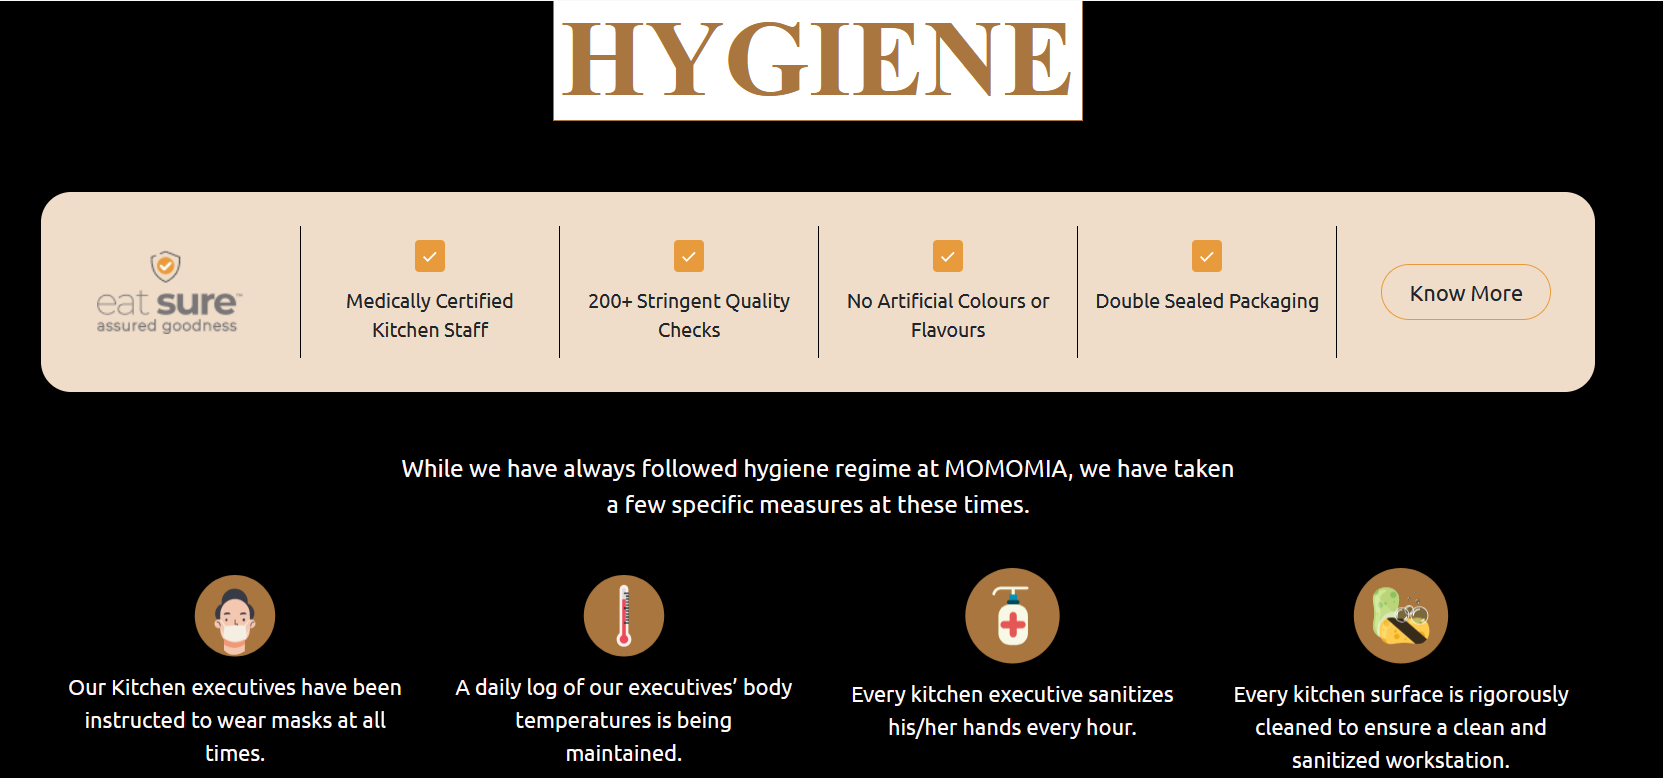 HYGIENE
eat sure™
assured goodness
Medically Certified
Kitchen Staff
200+ Stringent Quality
Checks
No Artificial Colours or
Flavours
Double Sealed Packaging
Know More
While we have always followed hygiene regime at MOMOMIA, we have taken
a few specific measures at these times.
Our Kitchen executives have been
instructed to wear masks at all
times.
A daily log of our executives’ body
temperatures is being
maintained.
Every kitchen executive sanitizes
his/her hands every hour.
Every kitchen surface is rigorously
cleaned to ensure a clean and
sanitized workstation.